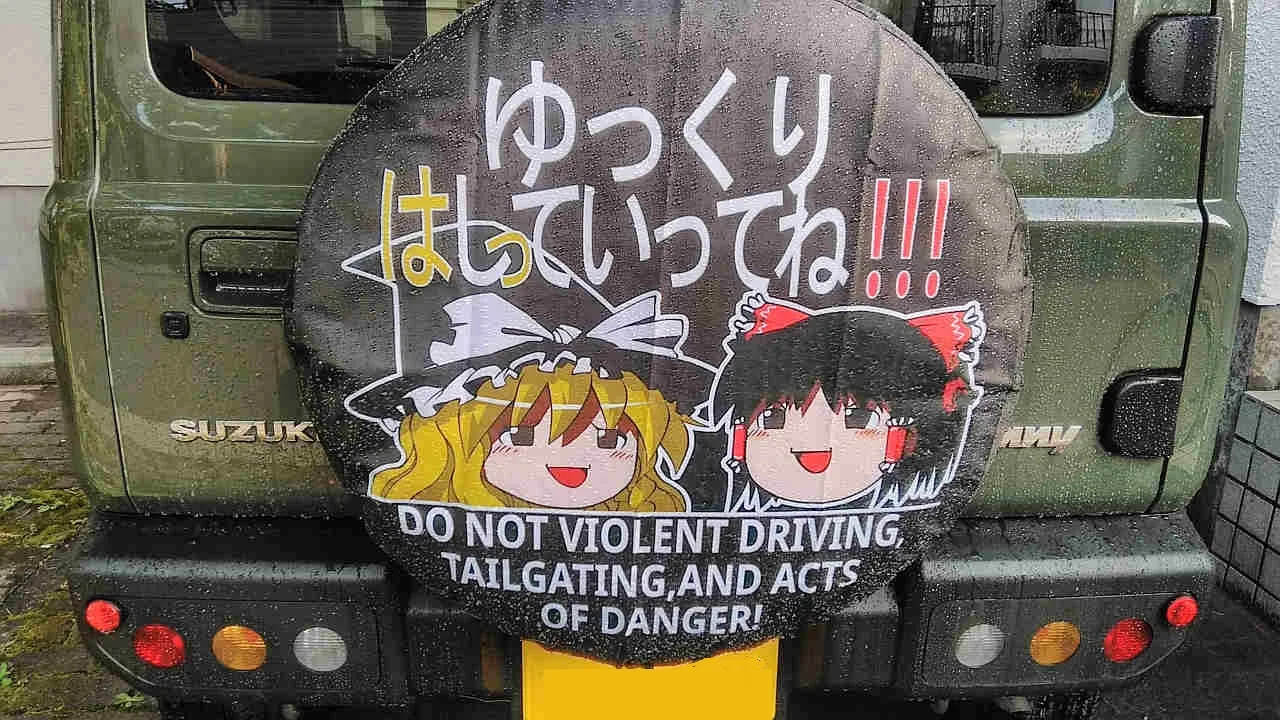 ゆっくり
はしっていってね!!!
SUZUKI
DO NOT VIOLENT DRIVING,
TAILGATING,AND ACTS
OF DANGER!